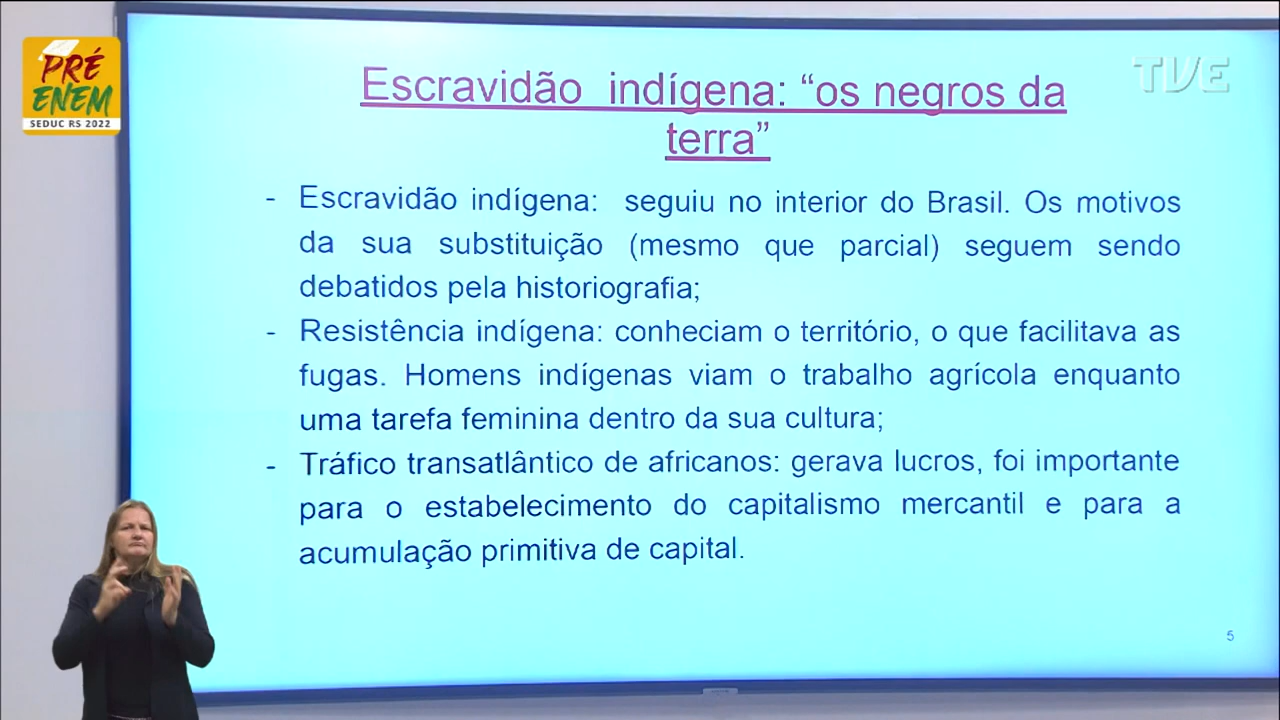 PRÉ
ENEM
SEDUC RS 2022
TVE
Escravidão indígena: “os negros da
terra”
- Escravidão indígena: seguiu no interior do Brasil. Os motivos
da sua substituição (mesmo que parcial) seguem sendo
debatidos pela historiografia;
- Resistência indígena: conheciam o território, o que facilitava as
fugas. Homens indígenas viam o trabalho agrícola enquanto
uma tarefa feminina dentro da sua cultura;
- Tráfico transatlântico de africanos: gerava lucros, foi importante
para o estabelecimento do capitalismo mercantil e para a
acumulação primitiva de capital.
5